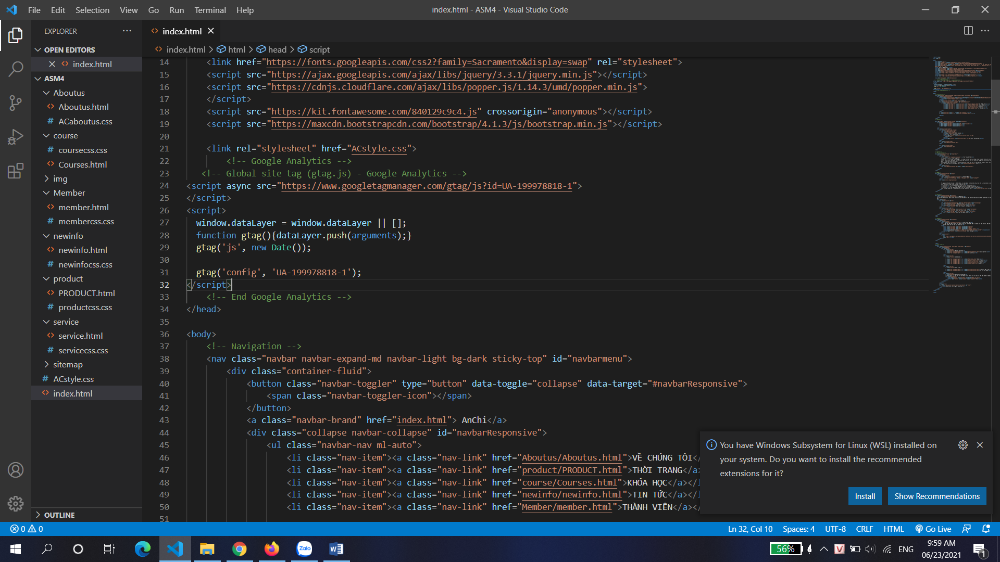 File Edit Selection View Go Run Terminal Help
index.html - ASM4 - Visual Studio Code
EXPLORER
OPEN EDITORS
index.html
ASM4
Aboutus
Aboutus.html
ACaboutus.css
course
coursecss.css
Courses.html
img
Member
member.html
membercss.css
newinfo
newinfo.html
newinfocss.css
product
PRODUCT.html
productcss.css
service
service.html
servicecss.css
sitemap
ACstyle.css
index.html
OUTLINE
index.html
index.html > html > head > script
14 <link href="https://fonts.googleapis.com/css2?family=Sacramento&display=swap" rel="stylesheet">
15 <script src="https://ajax.googleapis.com/ajax/libs/jquery/3.3.1/jquery.min.js"></script>
16 <script src="https://cdnjs.cloudflare.com/ajax/libs/popper.js/1.14.3/umd/popper.min.js">
17 </script>
18 <script src="https://kit.fontawesome.com/840129c9c4.js" crossorigin="anonymous"></script>
19 <script src="https://maxcdn.bootstrapcdn.com/bootstrap/4.1.3/js/bootstrap.min.js"></script>
20
21 <link rel="stylesheet" href="ACstyle.css">
22 <!-- Google Analytics -->
23 <!-- Global site tag (gtag.js) - Google Analytics -->
24 <script async src="https://www.googletagmanager.com/gtag/js?id=UA-199978818-1">
25 </script>
26 <script>
27 window.dataLayer = window.dataLayer || [];
28 function gtag(){dataLayer.push(arguments);}
29 gtag('js', new Date());
30
31 gtag('config', 'UA-199978818-1');
32 </script>
33 <!-- End Google Analytics -->
34 </head>
35
36 <body>
37 <!-- Navigation -->
38 <nav class="navbar navbar-expand-md navbar-light bg-dark sticky-top" id="navbarmenu">
39 <div class="container-fluid">
40 <button class="navbar-toggler" type="button" data-toggle="collapse" data-target="#navbarResponsive">
41 <span class="navbar-toggler-icon"></span>
42 </button>
43 <a class="navbar-brand" href="index.html"> AnChi</a>
44 <div class="collapse navbar-collapse" id="navbarResponsive">
45 <ul class="navbar-nav ml-auto">
46 <li class="nav-item"><a class="nav-link" href="Aboutus/Aboutus.html">VỀ CHÚNG TÔI</
47 <li class="nav-item"><a class="nav-link" href="product/PRODUCT.html">THỜI TRANG</a>
48 <li class="nav-item"><a class="nav-link" href="course/Courses.html">KHÓA HỌC</a></l
49 <li class="nav-item"><a class="nav-link" href="newinfo/newinfo.html">TIN TỨC</a></l
50 <li class="nav-item"><a class="nav-link" href="Member/member.html">THÀNH VIÊN</a></
51
You have Windows Subsystem for Linux (WSL) installed on
your system. Do you want to install the recommended
extensions for it?
Install
Show Recommendations
0 0
Ln 32, Col 10 Spaces: 4 UTF-8 CRLF HTML Go Live
Zalo
56%
ENG
9:59 AM
06/23/2021
1